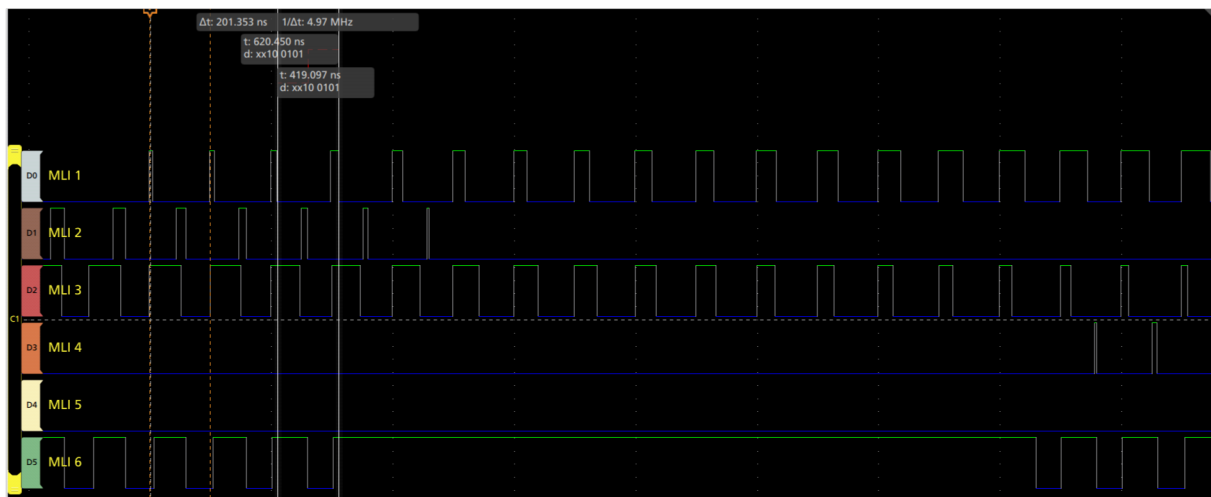 Δt: 201.353 ns 1/Δt: 4.97 MHz
t: 620.450 ns
d: xx10 0101
t: 419.097 ns
d: xx10 0101
D0 MLI 1
D1 MLI 2
D2 MLI 3
C1
D3 MLI 4
D4 MLI 5
D5 MLI 6